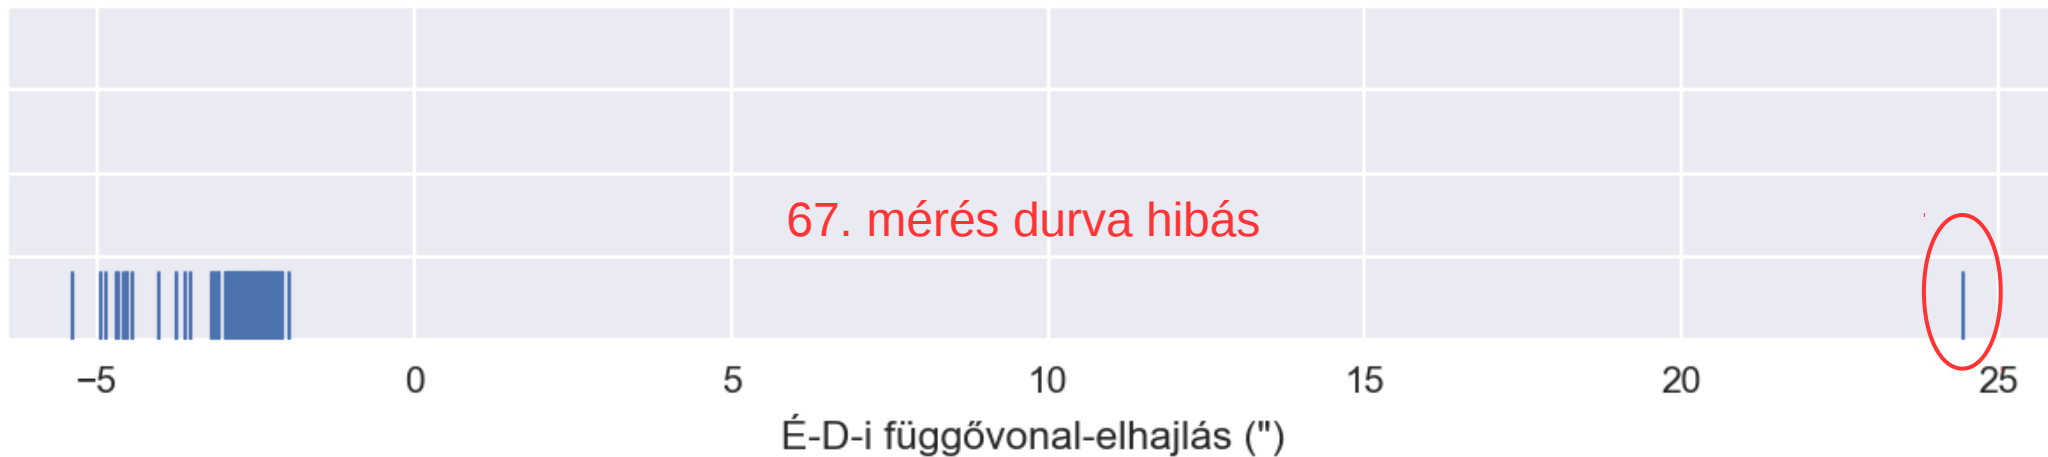 67. mérés durva hibás
−5 0 5 10 15 20 25
É-D-i függővonal-elhajlás (")